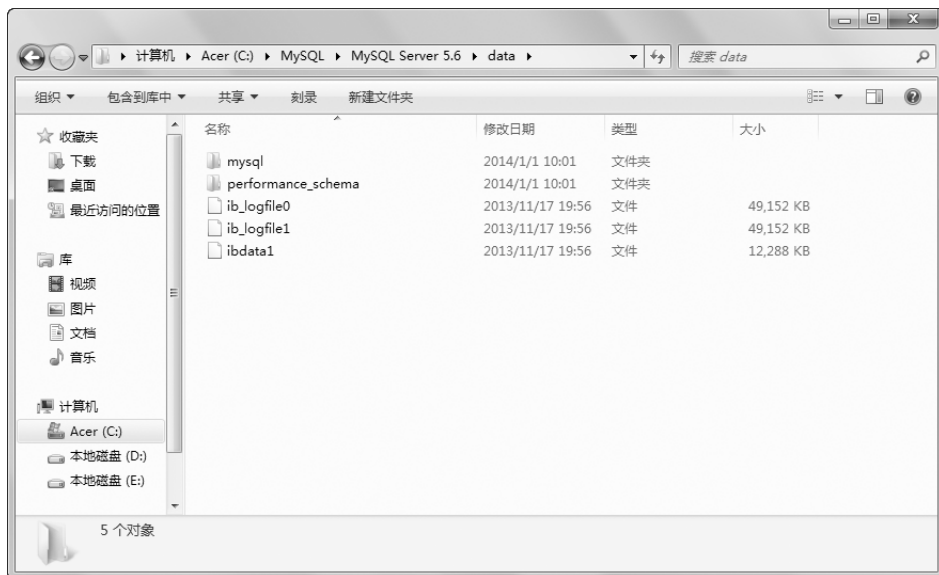 计算机 Acer (C:) MySQL MySQL Server 5.6 data 搜索 data
组织 包含到库中 共享 刻录 新建文件夹
收藏夹
下载
桌面
最近访问的位置
库
视频
图片
文档
音乐
计算机
Acer (C:)
本地磁盘 (D:)
本地磁盘 (E:)
名称 修改日期 类型 大小
mysql 2014/1/1 10:01 文件夹
performance_schema 2014/1/1 10:01 文件夹
ib_logfile0 2013/11/17 19:56 文件 49,152 KB
ib_logfile1 2013/11/17 19:56 文件 49,152 KB
ibdata1 2013/11/17 19:56 文件 12,288 KB
5 个对象